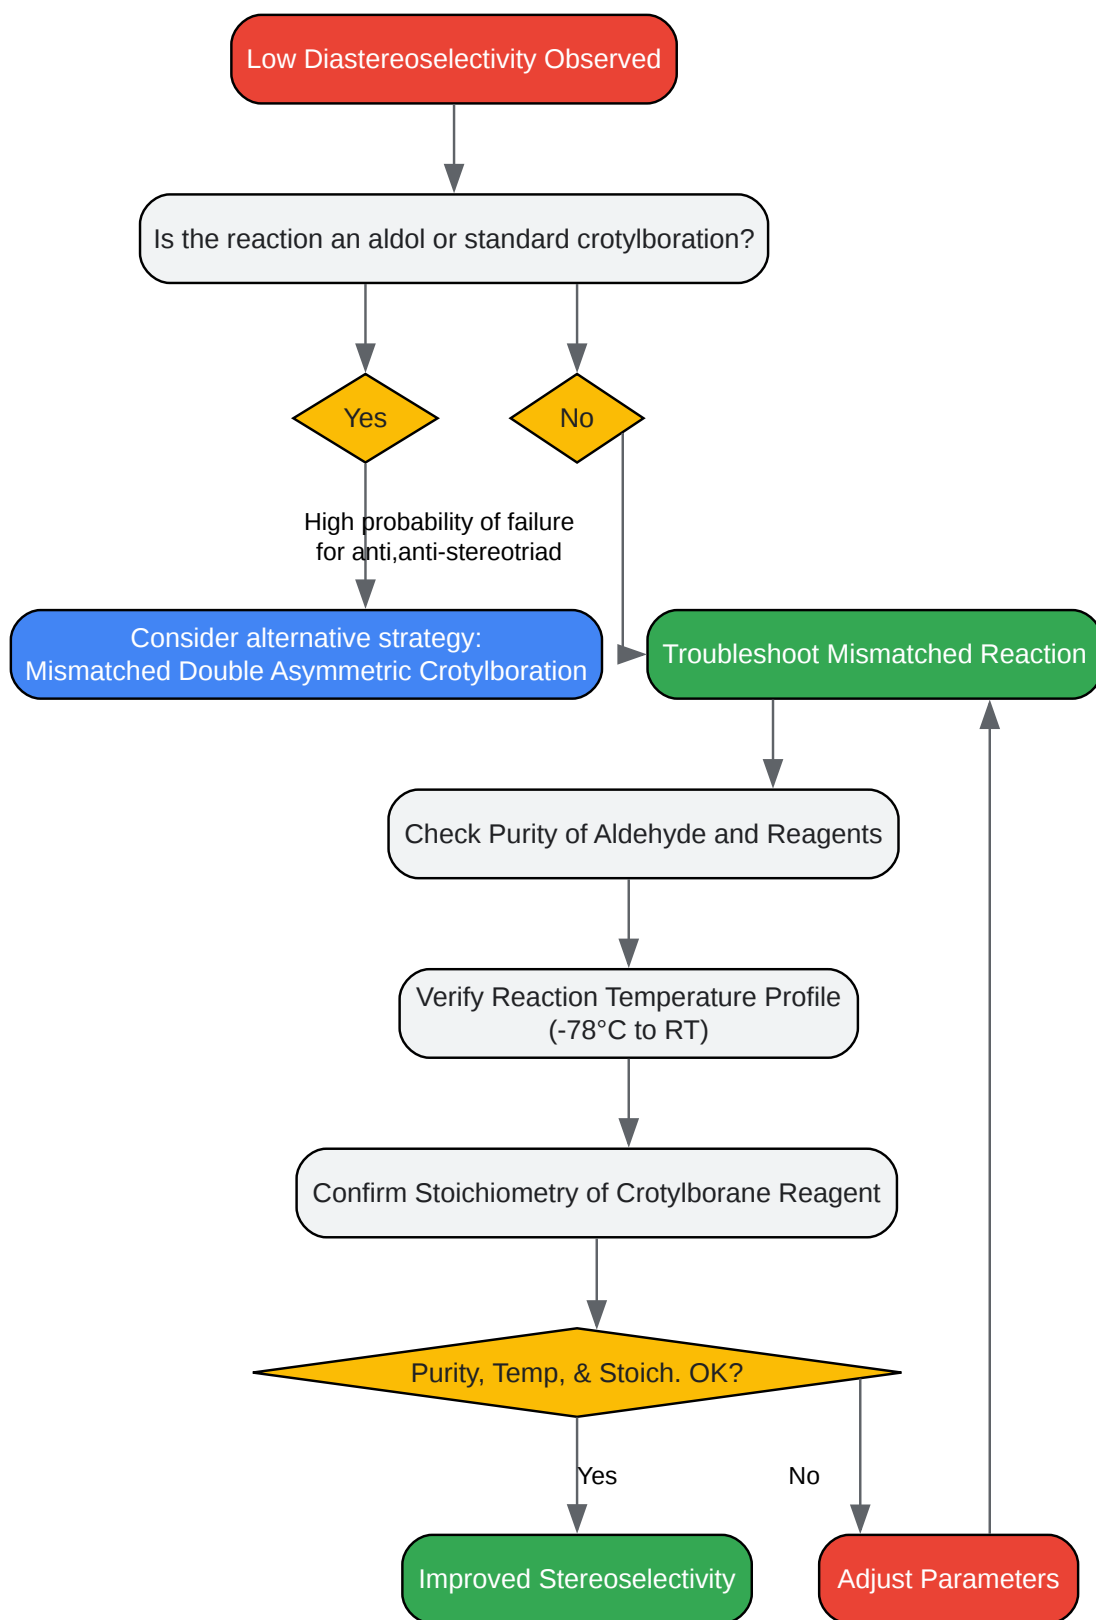 Low Diastereoselectivity Observed
Is the reaction an aldol or standard crotylboration?
Yes
No
High probability of failure
for anti,anti-stereotriad
Consider alternative strategy:
Mismatched Double Asymmetric Crotylboration
Troubleshoot Mismatched Reaction
Check Purity of Aldehyde and Reagents
Verify Reaction Temperature Profile
(-78°C to RT)
Confirm Stoichiometry of Crotylborane Reagent
Purity, Temp, & Stoich. OK?
Yes
No
Improved Stereoselectivity
Adjust Parameters